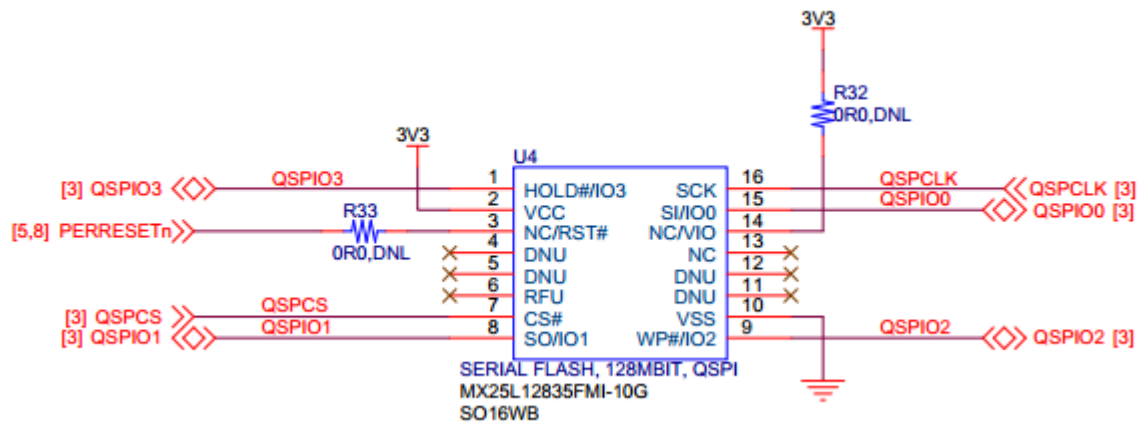 3V3
R32
0R0,DNL
3V3
U4
[3] QSPIO3 QSPIO3 1 HOLD#/IO3 SCK 16 QSPCLK QSPCLK [3]
2 VCC SI/IO0 15 QSPIO0 QSPIO0 [3]
[5,8] PERRESETn R33 0R0,DNL 3 NC/RST# NC/VIO 14
4 DNU NC 13
5 DNU DNU 12
6 RFU DNU 11
[3] QSPCS QSPCS 7 CS# VSS 10
[3] QSPIO1 QSPIO1 8 SO/IO1 WP#/IO2 9 QSPIO2 QSPIO2 [3]
SERIAL FLASH, 128MBIT, QSPI
MX25L12835FMI-10G
SO16WB